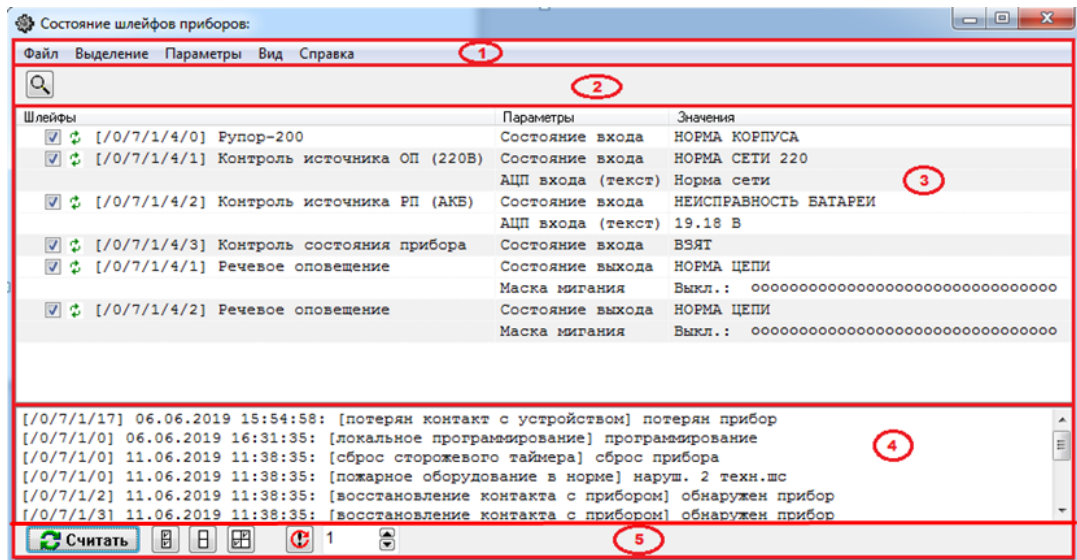 Состояние шлейфов приборов:
Файл Выделение Параметры Вид Справка 1
2
Шлейфы Параметры Значения
[/0/7/1/4/0] Рупор-200 Состояние входа НОРМА КОРПУСА
[/0/7/1/4/1] Контроль источника ОП (220В) Состояние входа НОРМА СЕТИ 220
АЦП входа (текст) Норма сети 3
[/0/7/1/4/2] Контроль источника РП (АКБ) Состояние входа НЕИСПРАВНОСТЬ БАТАРЕИ
АЦП входа (текст) 19.18 В
[/0/7/1/4/3] Контроль состояния прибора Состояние входа ВЗЯТ
[/0/7/1/4/1] Речевое оповещение Состояние выхода НОРМА ЦЕПИ
Маска мигания Выкл.: oooooooooooooooooooooooooooooooo
[/0/7/1/4/2] Речевое оповещение Состояние выхода НОРМА ЦЕПИ
Маска мигания Выкл.: oooooooooooooooooooooooooooooooo
[/0/7/1/17] 06.06.2019 15:54:58: [потерян контакт с устройством] потерян прибор
[/0/7/1/0] 06.06.2019 16:31:35: [локальное программирование] программирование
[/0/7/1/0] 11.06.2019 11:38:35: [сброс сторожевого таймера] сброс прибора 4
[/0/7/1/0] 11.06.2019 11:38:35: [пожарное оборудование в норме] наруш. 2 техн.шс
[/0/7/1/2] 11.06.2019 11:38:35: [восстановление контакта с прибором] обнаружен прибор
[/0/7/1/3] 11.06.2019 11:38:35: [восстановление контакта с прибором] обнаружен прибор
Считать 1 5